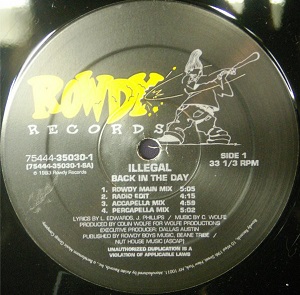 ROWDY
RECORDS
75444-35030-1
(75444-35030-1-SA)
℗ 1993 Rowdy Records
SIDE 1
33 1/3 RPM
ILLEGAL
BACK IN THE DAY
1. ROWDY MAIN MIX 5:05
2. RADIO EDIT 4:15
3. ACCAPELLA MIX 4:53
4. PERCAPELLA MIX 5:02
LYRICS BY L. EDWARDS, J. PHILLIPS / MUSIC BY C. WOLFE
PRODUCED BY COLIN WOLFE FOR WOLFE PRODUCTIONS
EXECUTIVE PRODUCER: DALLAS AUSTIN
PUBLISHED BY ROWDY BOYS MUSIC, BEANE TRIBE /
NUT HOUSE MUSIC (ASCAP)
UNAUTHORIZED DUPLICATION IS A
VIOLATION OF APPLICABLE LAWS